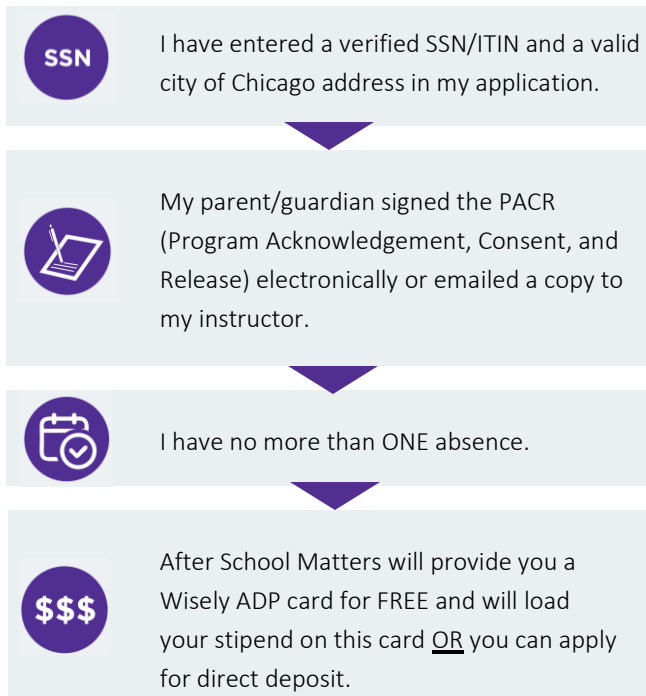 SSN
I have entered a verified SSN/ITIN and a valid
city of Chicago address in my application.
My parent/guardian signed the PACR
(Program Acknowledgement, Consent, and
Release) electronically or emailed a copy to
my instructor.
I have no more than ONE absence.
$$$
After School Matters will provide you a
Wisely ADP card for FREE and will load
your stipend on this card OR you can apply
for direct deposit.